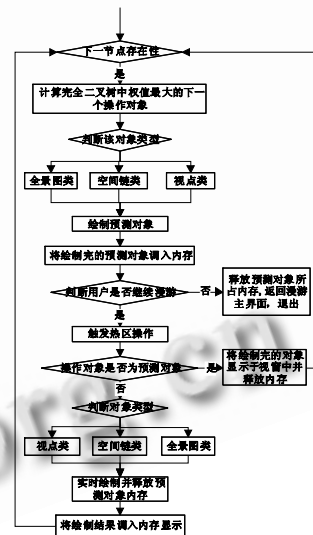 下一节点存在性
是
计算完全二叉树中权值最大的下一
个操作对象
判断该对象类型
全景图类
空间链类
视点类
绘制预测对象
将绘制完的预测对象调入内存
判断用户是否继续漫游
否
释放预测对象所
占内存,返回漫游
主界面，退出
是
触发热区操作
操作对象是否为预测对象
是
将绘制完的对象
显示于视窗中并
释放内存
否
判断对象类型
视点类
空间链类
全景图类
实时绘制并释放预
测对象内存
将绘制结果调入内存显示
org.cn